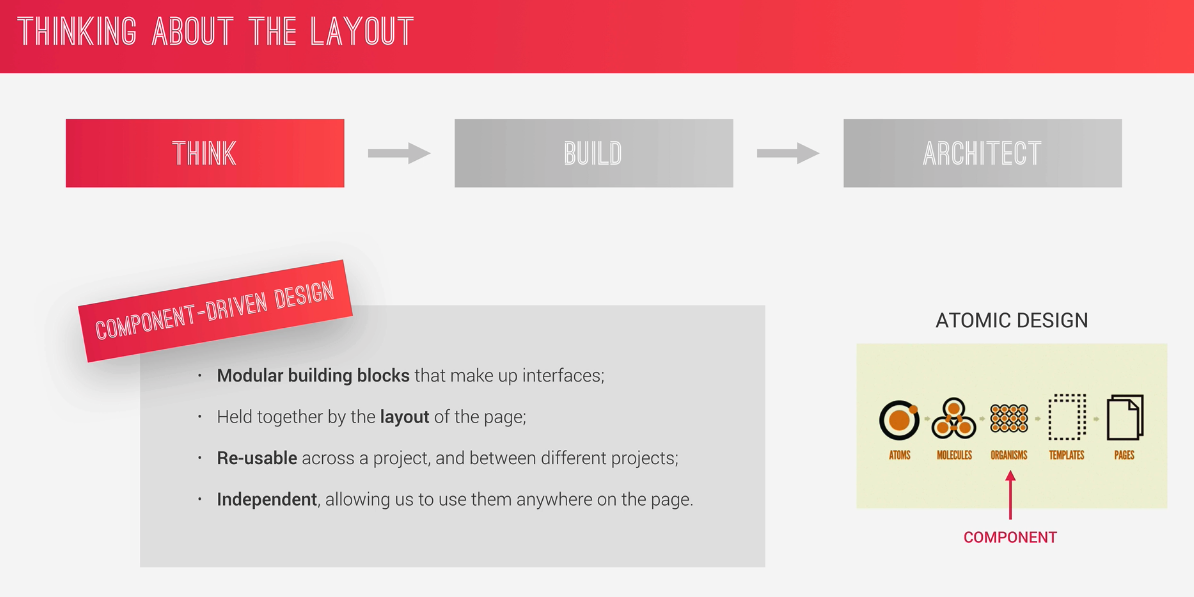 THINKING ABOUT THE LAYOUT
THINK
BUILD
ARCHITECT
COMPONENT-DRIVEN DESIGN
· Modular building blocks that make up interfaces;
· Held together by the layout of the page;
· Re-usable across a project, and between different projects;
· Independent, allowing us to use them anywhere on the page.
ATOMIC DESIGN
ATOMS MOLECULES ORGANISMS TEMPLATES PAGES
COMPONENT